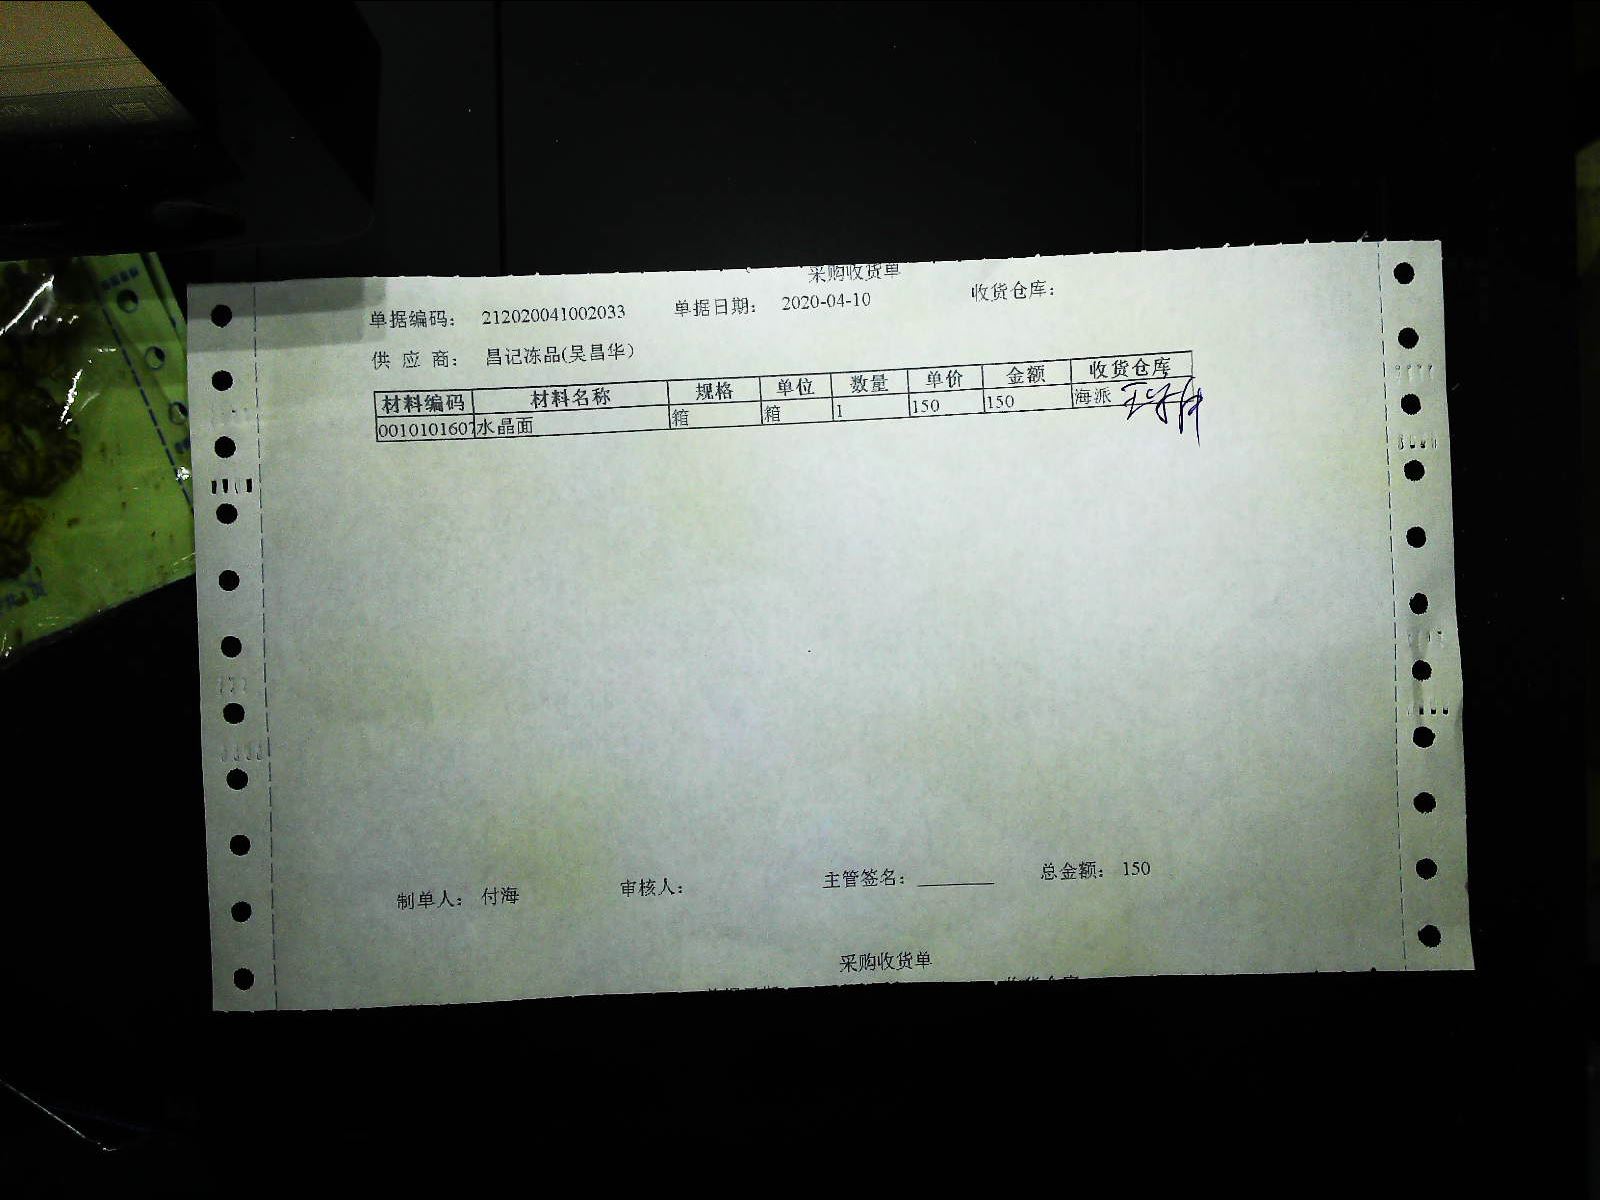 采购收货单
单据编码： 212020041002033 单据日期： 2020-04-10 收货仓库：
供 应 商： 昌记冻品(吴昌华)
材料编码 材料名称 规格 单位 数量 单价 金额 收货仓库
0010101607 水晶面 箱 箱 1 150 150 海派
制单人： 付海 审核人： 主管签名：________ 总金额： 150
采购收货单